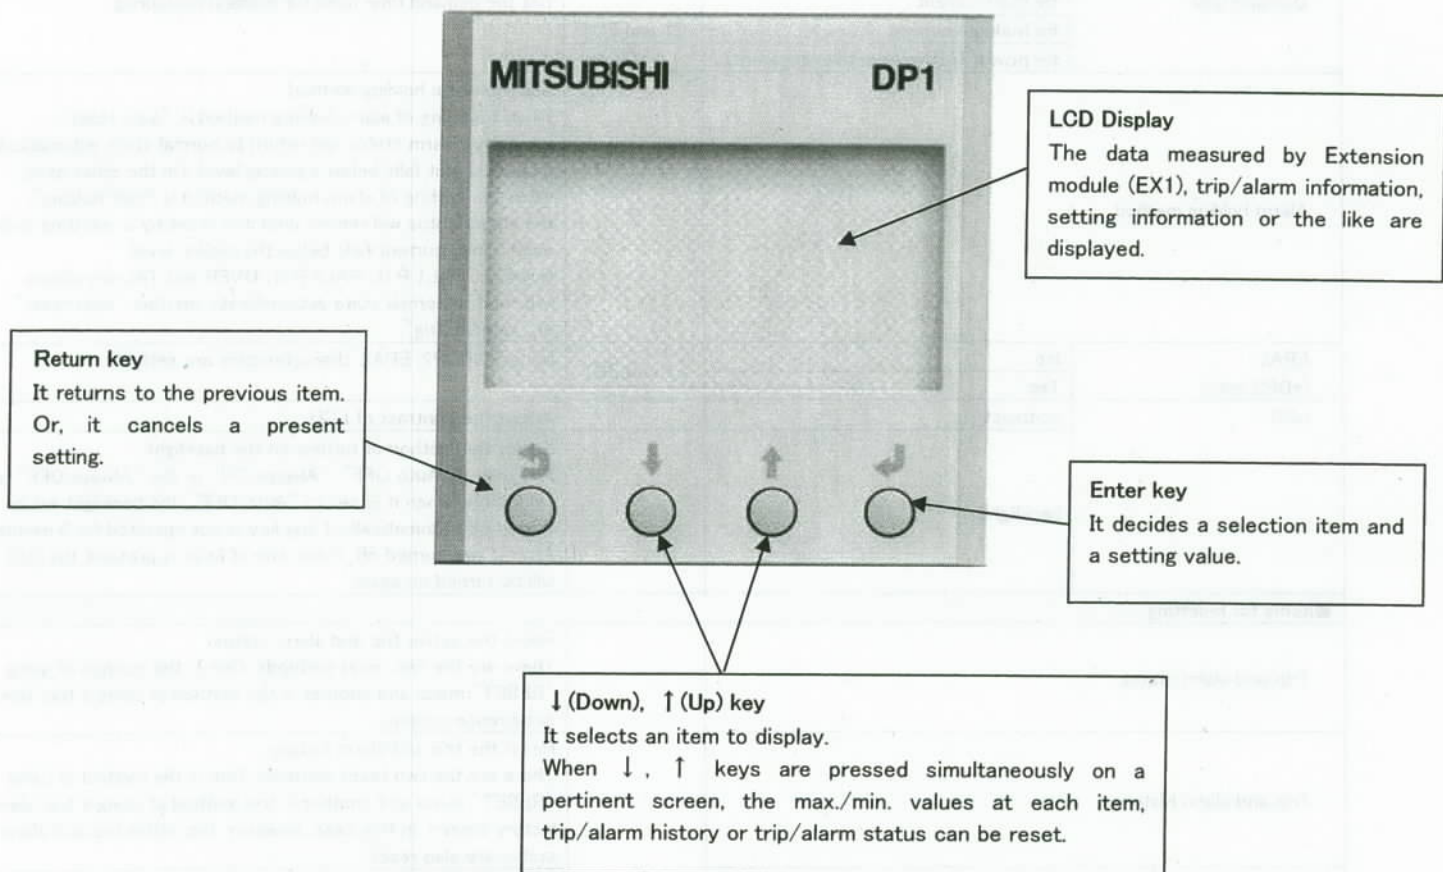 MITSUBISHI DP1
LCD Display
The data measured by Extension
module (EX1), trip/alarm information,
setting information or the like are
displayed.
Return key
It returns to the previous item.
Or, it cancels a present
setting.
Enter key
It decides a selection item and
a setting value.
↓(Down), ↑(Up) key
It selects an item to display.
When ↓, ↑ keys are pressed simultaneously on a
pertinent screen, the max./min. values at each item,
trip/alarm history or trip/alarm status can be reset.